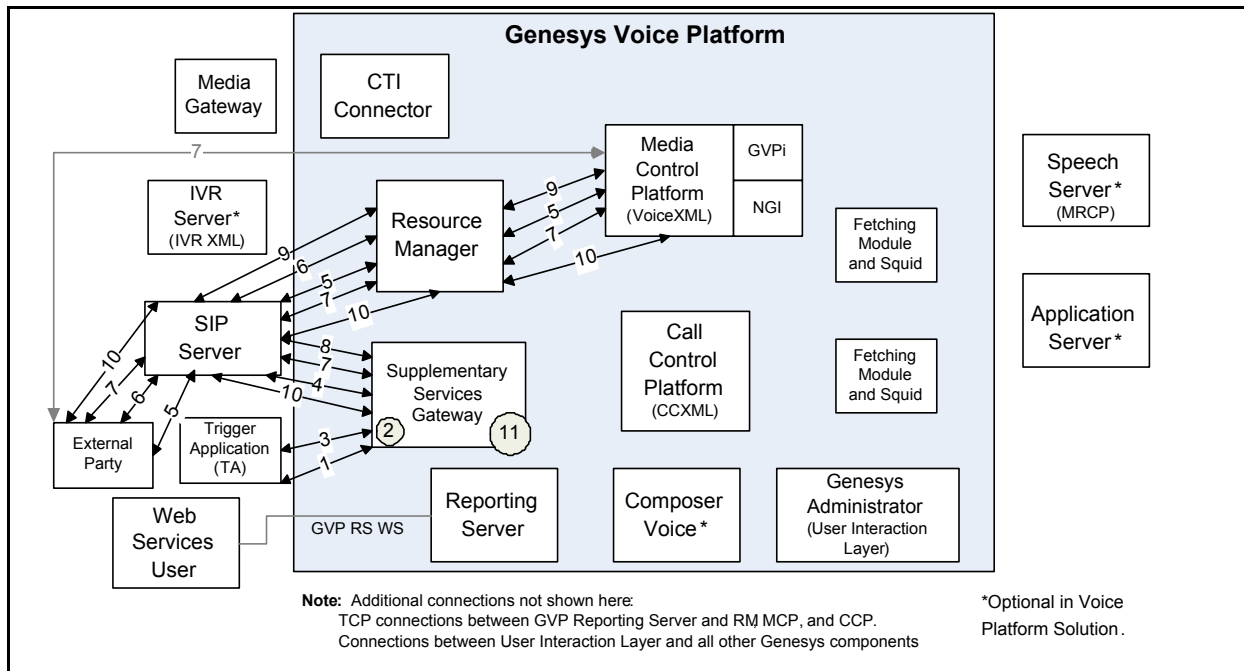 Genesys Voice Platform
Media
Gateway
CTI
Connector
7
Media
Control
Platform
(VoiceXML)
GVPi
NGI
Speech
Server*
(MRCP)
IVR
Server*
(IVR XML)
Resource
Manager
9
5
7
10
Fetching
Module
and Squid
9
6
5
7
10
Application
Server*
SIP
Server
Call
Control
Platform
(CCXML)
Fetching
Module
and Squid
8
7
4
10
Supplementary
Services
Gateway
2
11
10
7
6
5
External
Party
Trigger
Application
(TA)
3
1
Web
Services
User
GVP RS WS
Reporting
Server
Composer
Voice*
Genesys
Administrator
(User Interaction
Layer)
Note: Additional connections not shown here:
TCP connections between GVP Reporting Server and RM, MCP, and CCP.
Connections between User Interaction Layer and all other Genesys components
*Optional in Voice
Platform Solution.